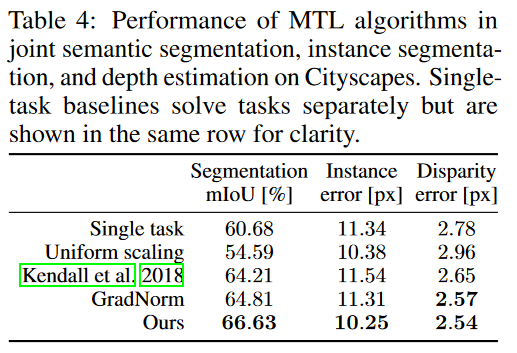 Table 4: Performance of MTL algorithms in
joint semantic segmentation, instance segmenta-
tion, and depth estimation on Cityscapes. Single-
task baselines solve tasks separately but are
shown in the same row for clarity.
Segmentation Instance Disparity
mIoU [%] error [px] error [px]
Single task 60.68 11.34 2.78
Uniform scaling 54.59 10.38 2.96
Kendall et al. 2018 64.21 11.54 2.65
GradNorm 64.81 11.31 2.57
Ours 66.63 10.25 2.54